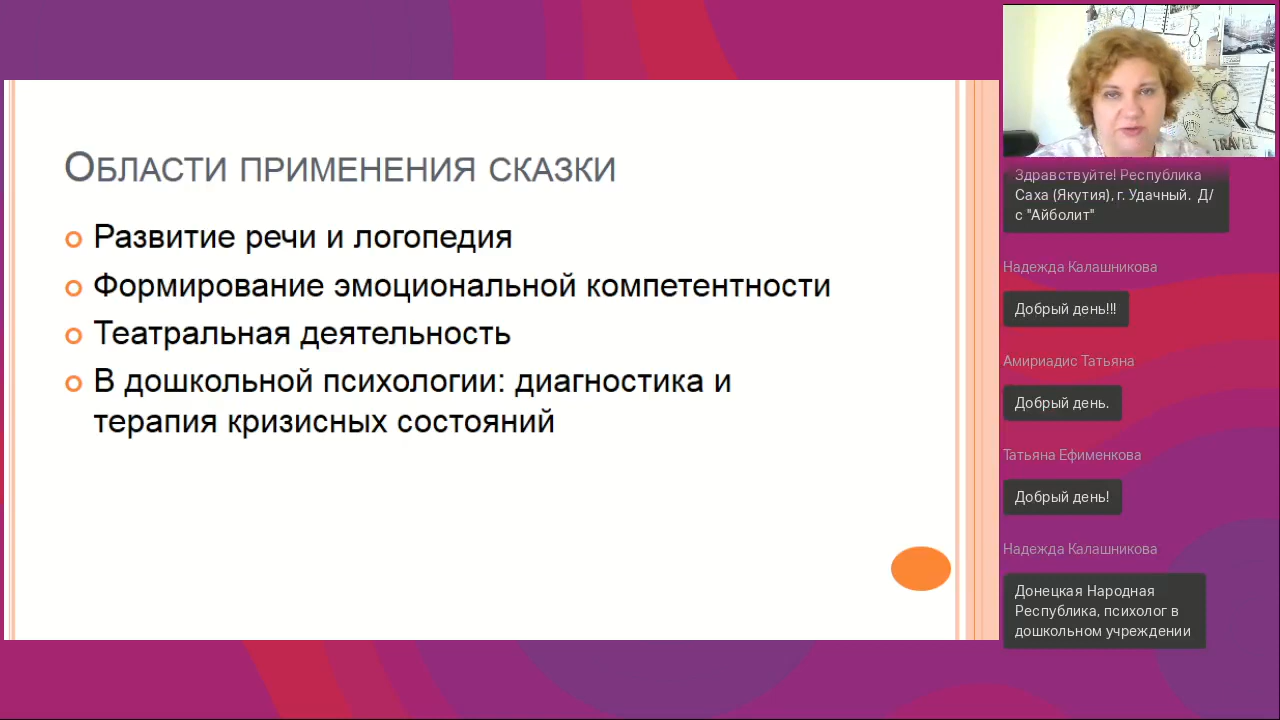 ОБЛАСТИ ПРИМЕНЕНИЯ СКАЗКИ
Развитие речи и логопедия
Формирование эмоциональной компетентности
Театральная деятельность
В дошкольной психологии: диагностика и
терапия кризисных состояний
TRAVEL
Здравствуйте! Республика
Саха (Якутия), г. Удачный. Д/
с "Айболит"
Надежда Калашникова
Добрый день!!!
Амириадис Татьяна
Добрый день.
Татьяна Ефименкова
Добрый день!
Надежда Калашникова
Донецкая Народная
Республика, психолог в
дошкольном учреждении